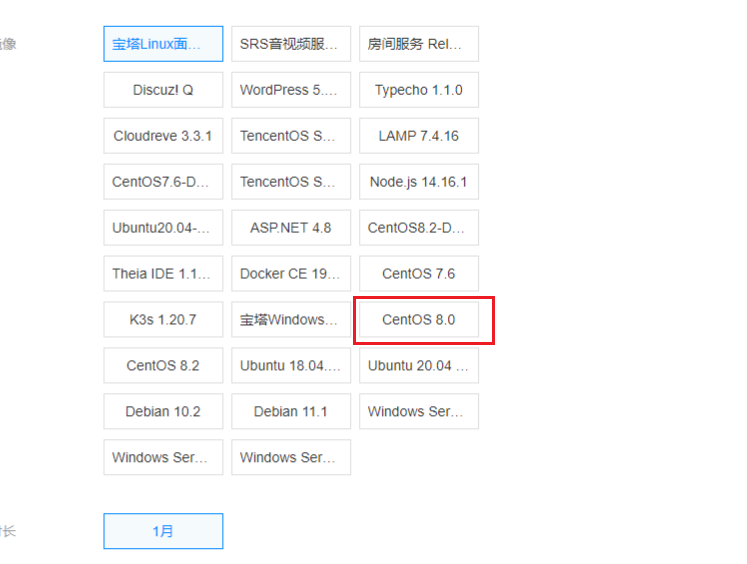 像 宝塔Linux面... SRS音视频服... 房间服务 Rel...
Discuz! Q WordPress 5.... Typecho 1.1.0
Cloudreve 3.3.1 TencentOS S... LAMP 7.4.16
CentOS7.6-D... TencentOS S... Node.js 14.16.1
Ubuntu20.04-... ASP.NET 4.8 CentOS8.2-D...
Theia IDE 1.1... Docker CE 19... CentOS 7.6
K3s 1.20.7 宝塔Windows... CentOS 8.0
CentOS 8.2 Ubuntu 18.04.... Ubuntu 20.04 ...
Debian 10.2 Debian 11.1 Windows Ser...
Windows Ser... Windows Ser...
长 1月